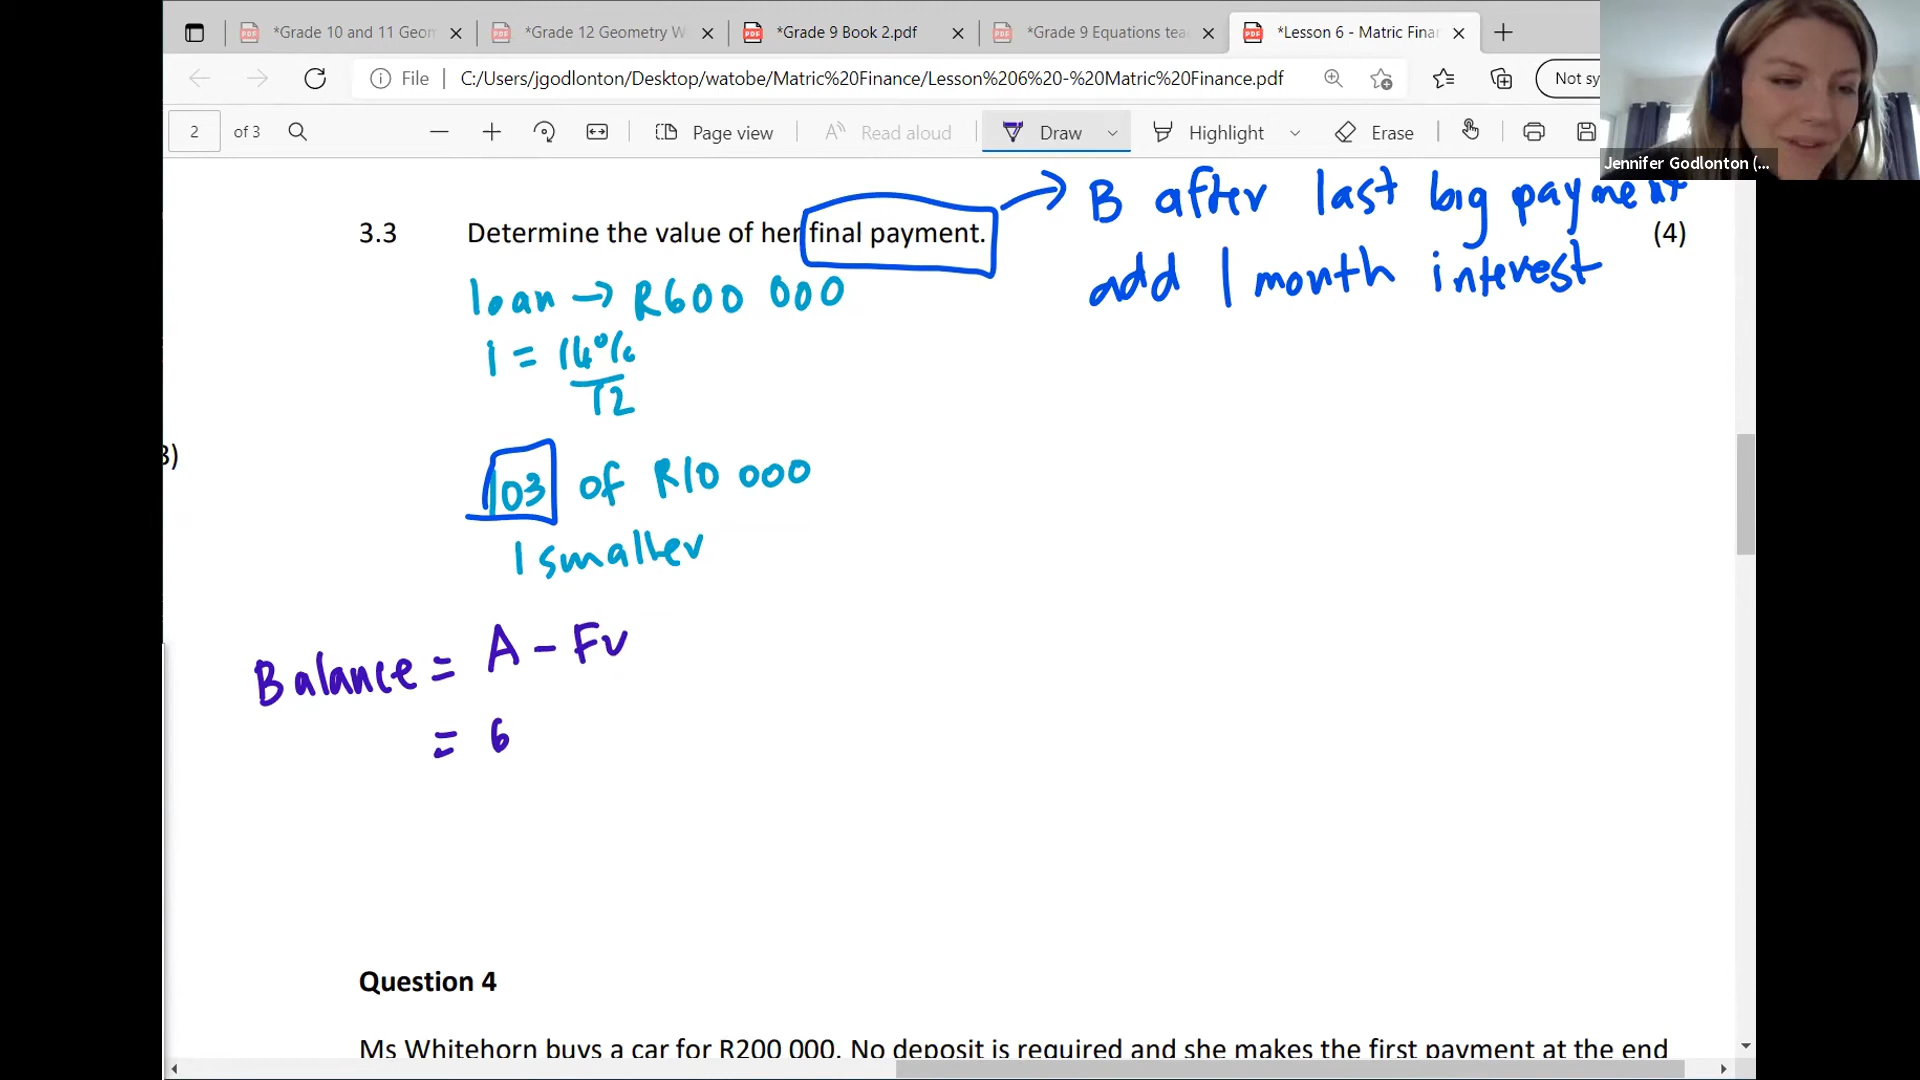 *Grade 10 and 11 Geom
*Grade 12 Geometry W
*Grade 9 Book 2.pdf
*Grade 9 Equations tea
*Lesson 6 - Matric Finan
File
C:/Users/jgodlonton/Desktop/watobe/Matric%20Finance/Lesson%206%20-%20Matric%20Finance.pdf
Not sy
2 of 3
Page view
Read aloud
Draw
Highlight
Erase
Jennifer Godlonton (...
B after last big payment
3.3 Determine the value of her final payment. (4)
add 1 month interest
loan → R600 000
i = 14%
12
103 of R10 000
1 smaller
Balance = A - Fv
= 6
Question 4
Ms Whitehorn buys a car for R200 000. No deposit is required and she makes the first payment at the end